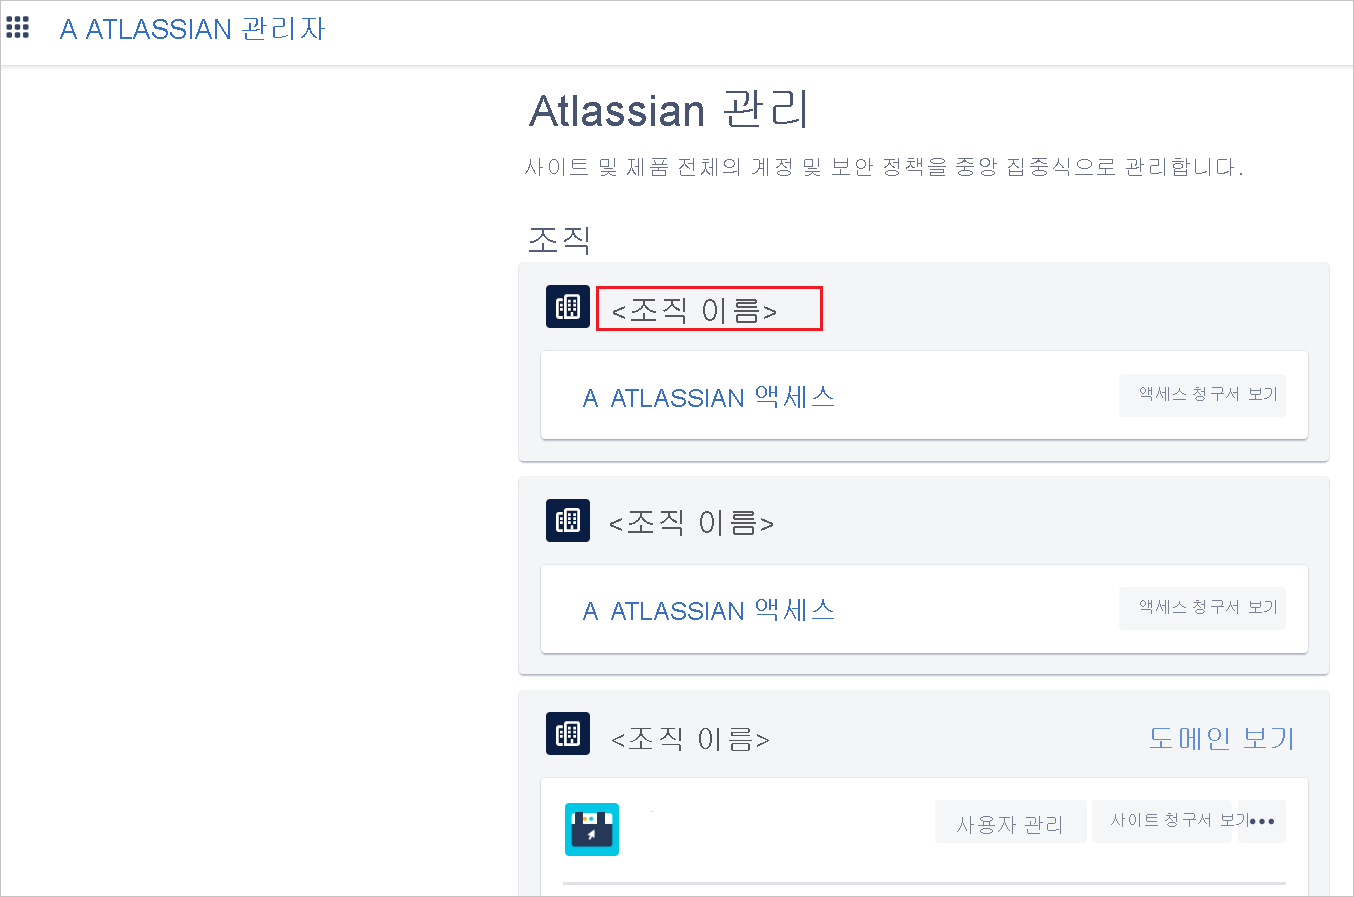 A ATLASSIAN 관리자
Atlassian 관리
사이트 및 제품 전체의 계정 및 보안 정책을 중앙 집중식으로 관리합니다.
조직
<조직 이름>
A ATLASSIAN 액세스
액세스 청구서 보기
<조직 이름>
A ATLASSIAN 액세스
액세스 청구서 보기
<조직 이름>
도메인 보기
사용자 관리
사이트 청구서 보기